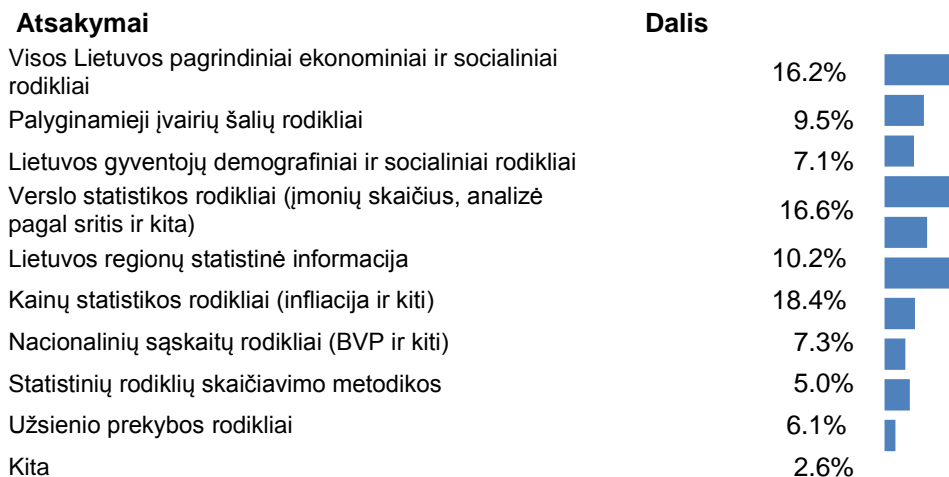 Atsakymai Dalis
Visos Lietuvos pagrindiniai ekonominiai ir socialiniai
rodikliai 16.2%
Palyginamieji įvairių šalių rodikliai 9.5%
Lietuvos gyventojų demografiniai ir socialiniai rodikliai 7.1%
Verslo statistikos rodikliai (įmonių skaičius, analizė
pagal sritis ir kita) 16.6%
Lietuvos regionų statistinė informacija 10.2%
Kainų statistikos rodikliai (infliacija ir kiti) 18.4%
Nacionalinių sąskaitų rodikliai (BVP ir kiti) 7.3%
Statistinių rodiklių skaičiavimo metodikos 5.0%
Užsienio prekybos rodikliai 6.1%
Kita 2.6%